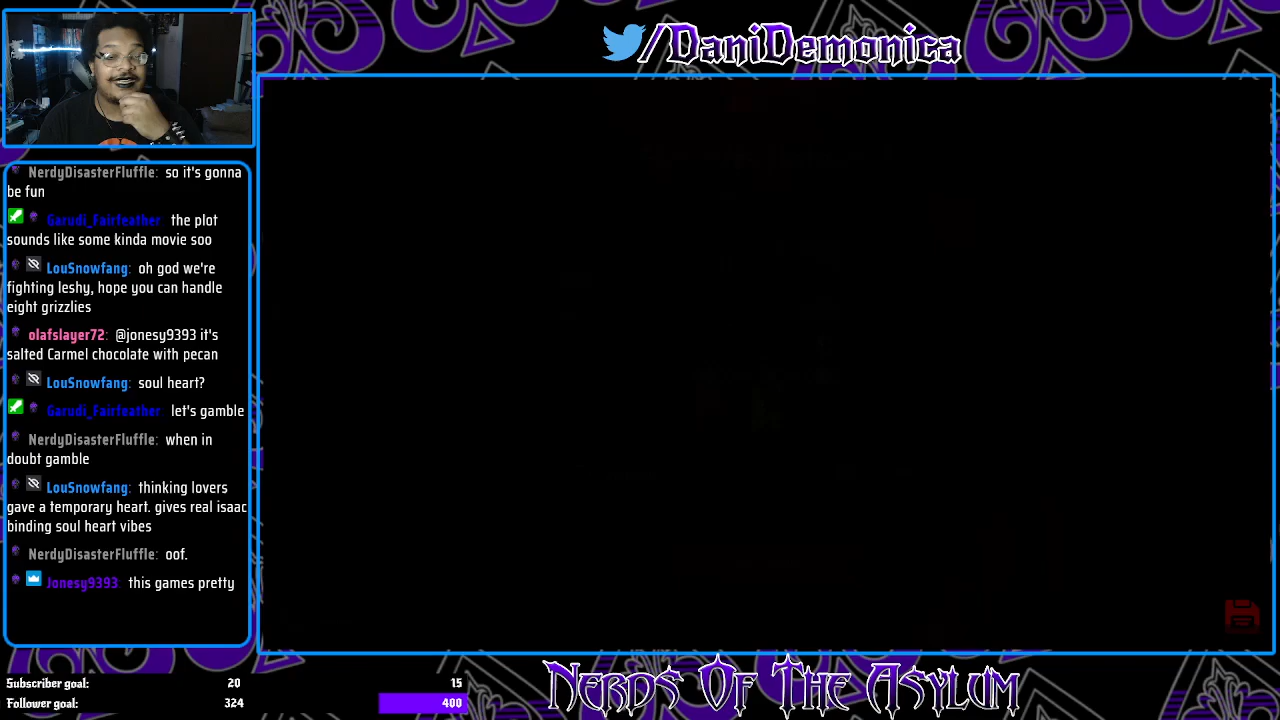 /DaniDemonica
NerdyDisasterFluffle: so it's gonna
be fun
Garudi_Fairfeather: the plot
sounds like some kinda movie soo
LouSnowfang: oh god we're
fighting leshy, hope you can handle
eight grizzlies
olafslayer72: @jonesy9393 it's
salted Carmel chocolate with pecan
LouSnowfang: soul heart?
Garudi_Fairfeather: let's gamble
NerdyDisasterFluffle: when in
doubt gamble
LouSnowfang: thinking lovers
gave a temporary heart. gives real isaac
binding soul heart vibes
NerdyDisasterFluffle: oof.
Jonesy9393: this games pretty
Subscriber goal: 20 15
Follower goal: 324 400
Nerds Of The Asylum